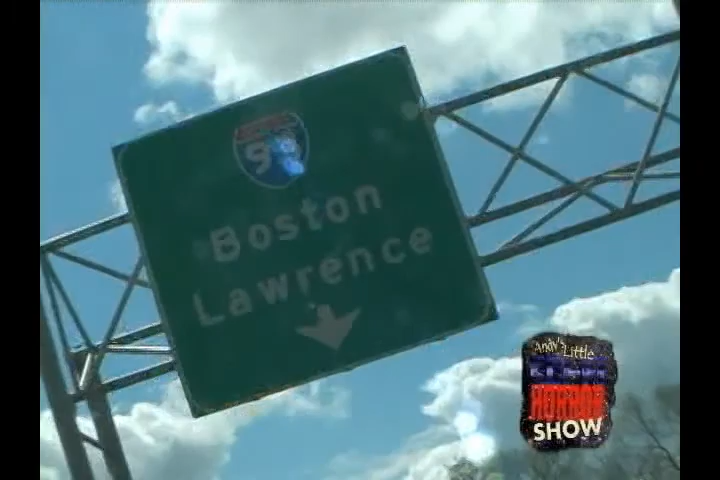 Boston
Lawrence
Andy's Little
HORROR
SHOW